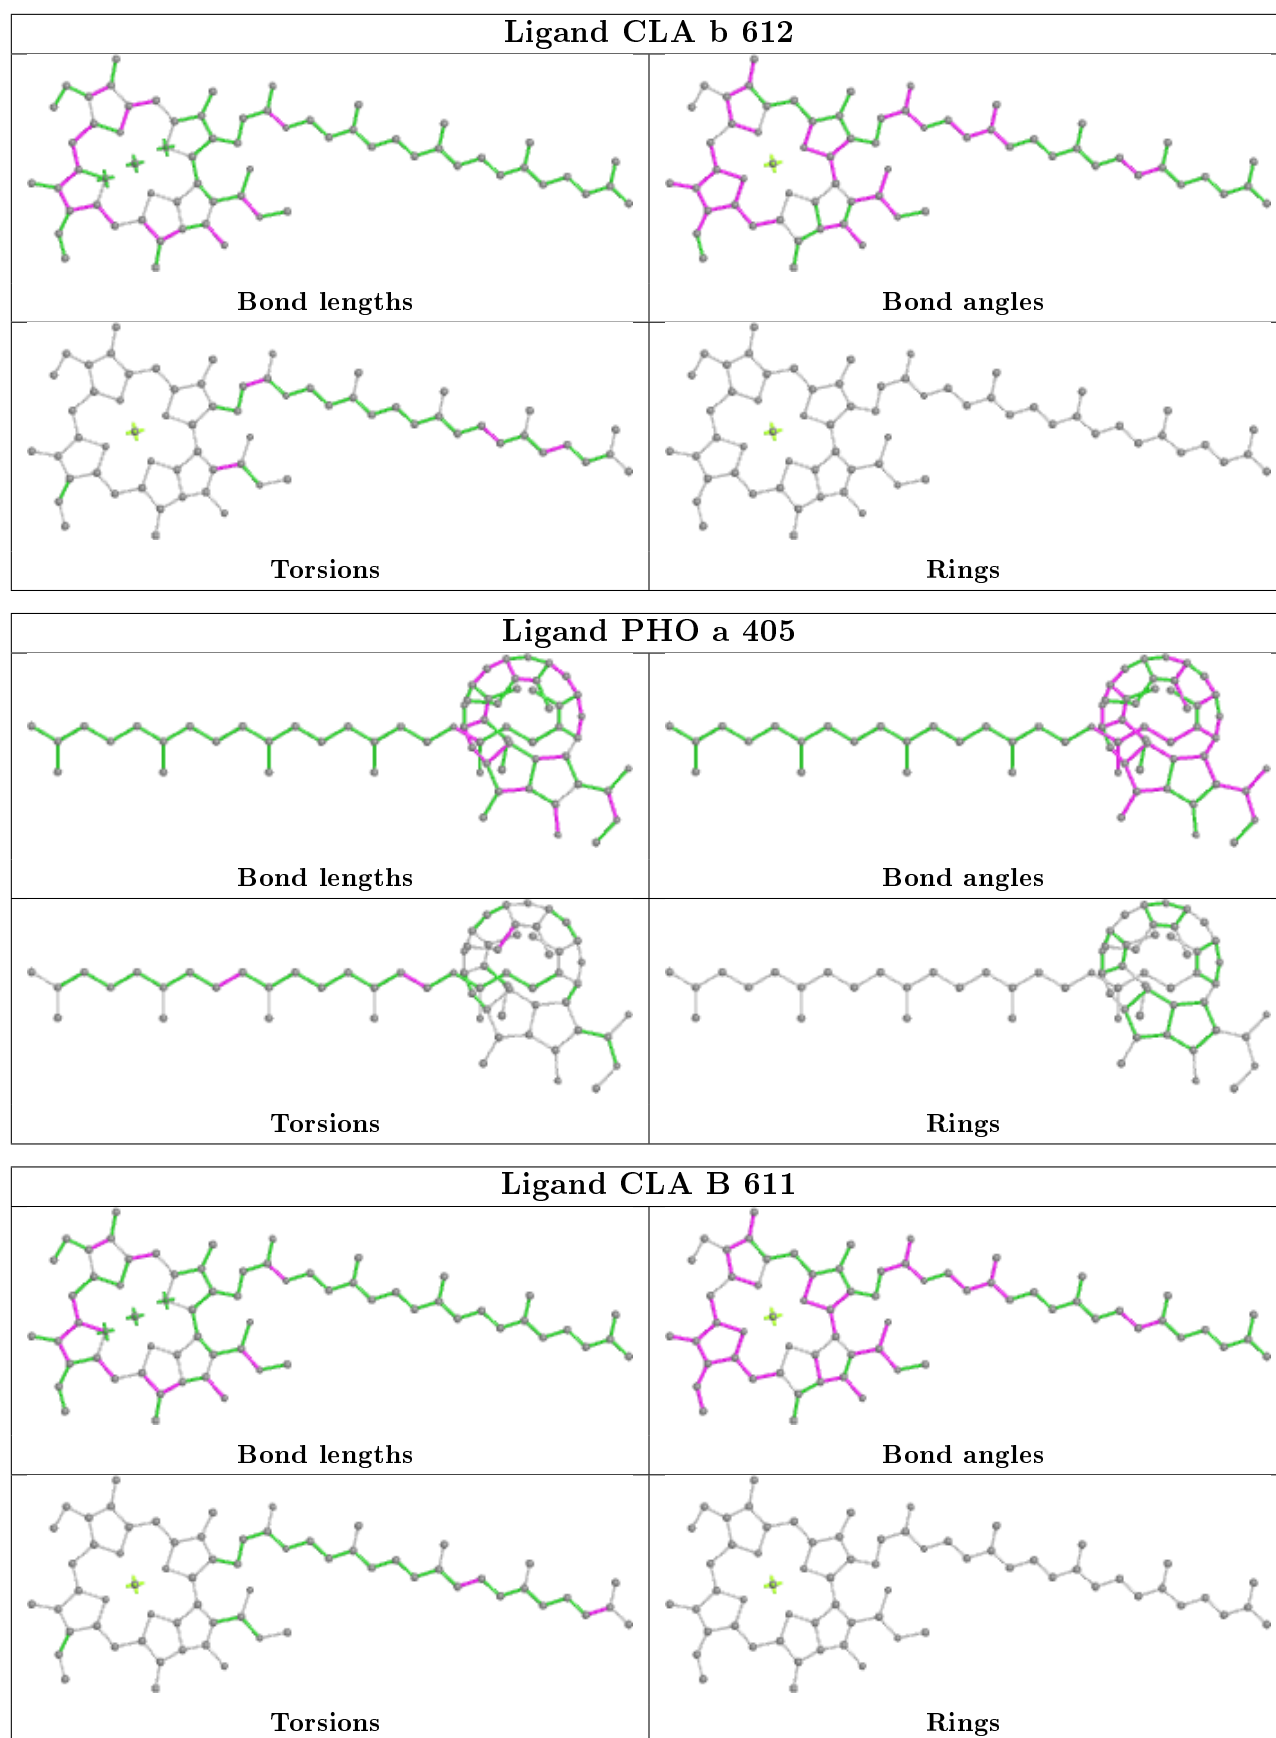 Ligand CLA b 612
Bond lengths
Bond angles
Torsions
Rings
Ligand PHO a 405
Bond lengths
Bond angles
Torsions
Rings
Ligand CLA B 611
Bond lengths
Bond angles
Torsions
Rings